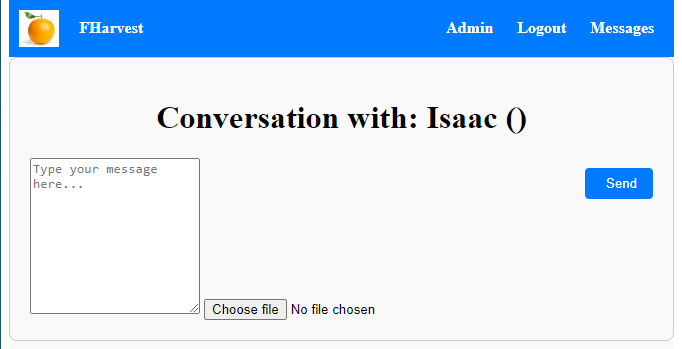 FHarvest Admin Logout Messages
Conversation with: Isaac ()
Type your message
here...
Send
Choose file No file chosen